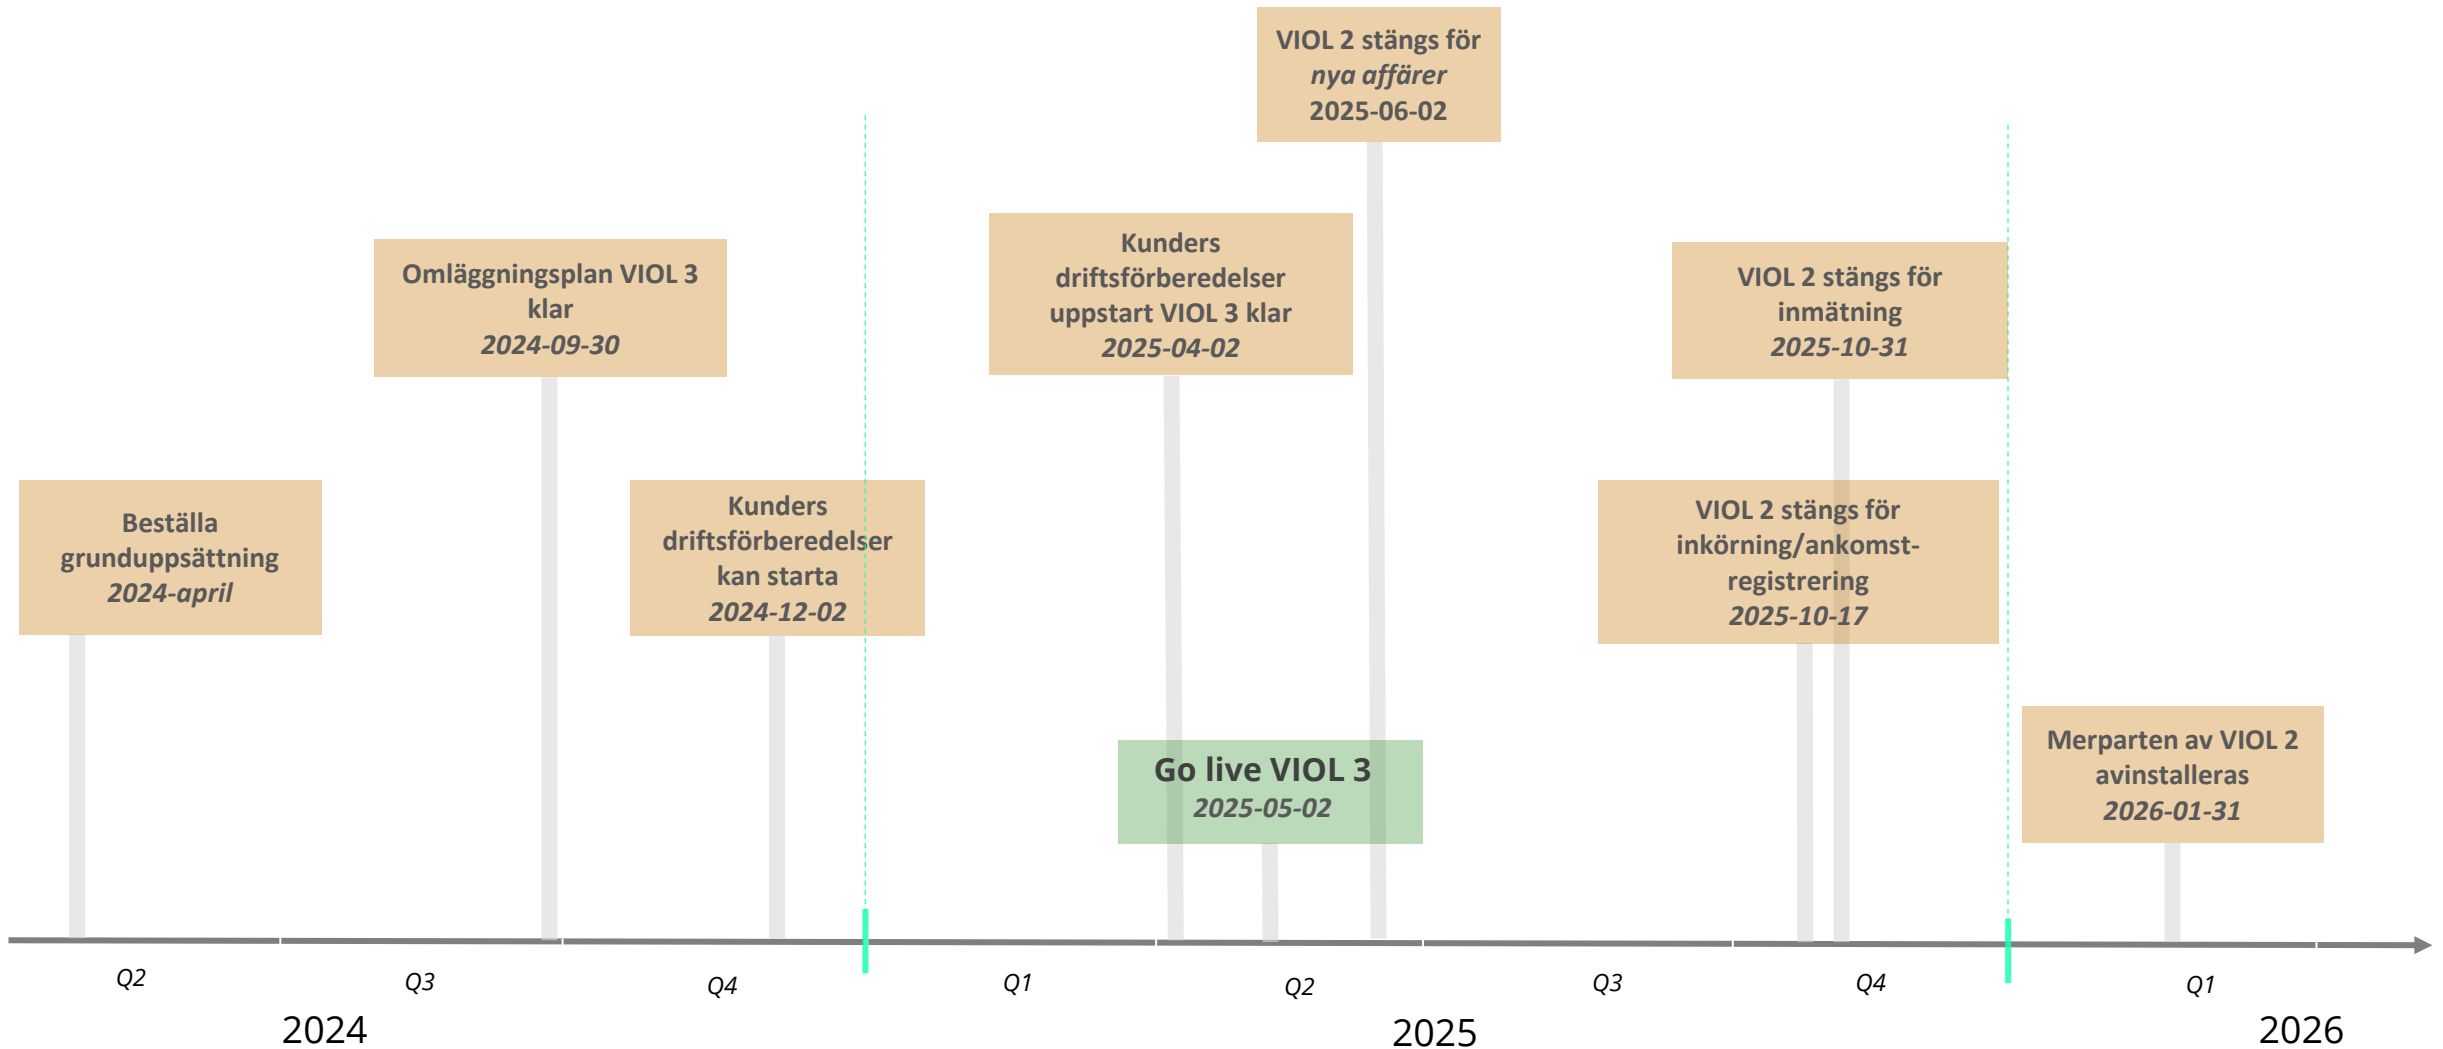 VIOL 2 stängs för
nya affärer
2025-06-02
Omläggningsplan VIOL 3
klar
2024-09-30
Kunders
driftsförberedelser
uppstart VIOL 3 klar
2025-04-02
VIOL 2 stängs för
inmätning
2025-10-31
Beställa
grunduppsättning
2024-april
Kunders
driftsförberedelser
kan starta
2024-12-02
VIOL 2 stängs för
inkörning/ankomst-
registrering
2025-10-17
Go live VIOL 3
2025-05-02
Merparten av VIOL 2
avinstalleras
2026-01-31
Q2
Q3
Q4
Q1
Q2
Q3
Q4
Q1
2024
2025
2026